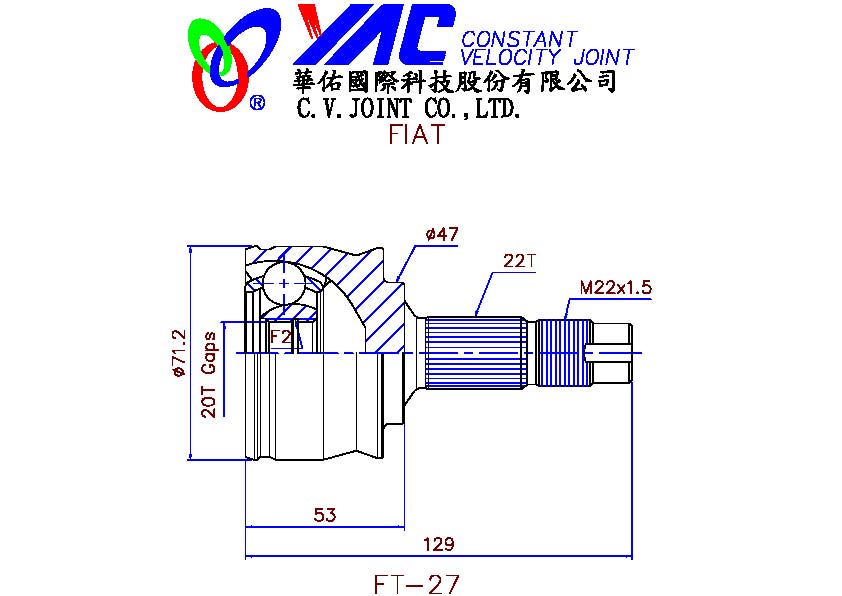 YAC CONSTANT
VELOCITY JOINT
®
華佑國際科技股份有限公司
C.V.JOINT CO.,LTD.
FIAT
ø47
22T
M22x1.5
ø71.2
20T Gaps
F2
53
129
FT-27